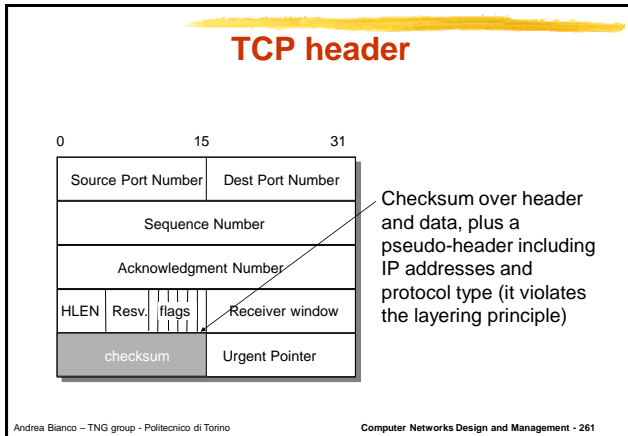 TCP header
0 15 31
Source Port Number Dest Port Number
Sequence Number
Acknowledgment Number
HLEN Resv. flags Receiver window
checksum Urgent Pointer
Checksum over header
and data, plus a
pseudo-header including
IP addresses and
protocol type (it violates
the layering principle)
Andrea Bianco – TNG group - Politecnico di Torino
Computer Networks Design and Management - 261